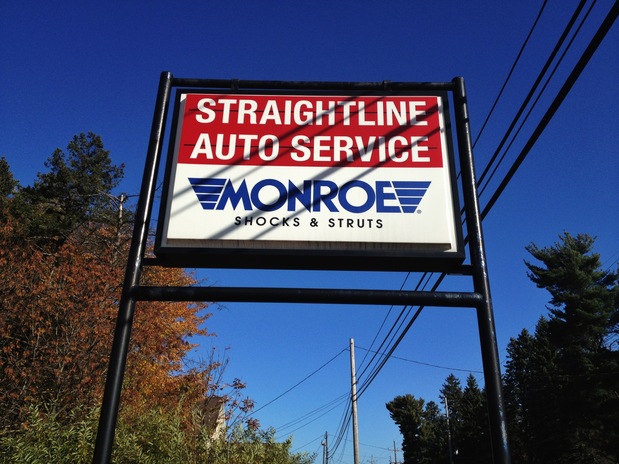 STRAIGHTLINE
AUTO SERVICE
MONROE®
SHOCKS & STRUTS